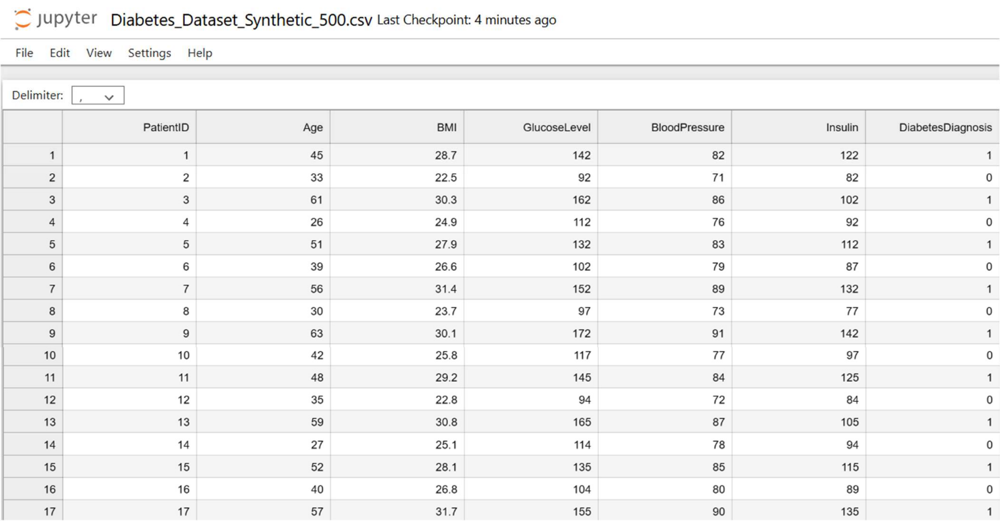 jupyter Diabetes_Dataset_Synthetic_500.csv Last Checkpoint: 4 minutes ago
File Edit View Settings Help
Delimiter: ,
PatientID Age BMI GlucoseLevel BloodPressure Insulin DiabetesDiagnosis
1 1 45 28.7 142 82 122 1
2 2 33 22.5 92 71 82 0
3 3 61 30.3 162 86 102 1
4 4 26 24.9 112 76 92 0
5 5 51 27.9 132 83 112 1
6 6 39 26.6 102 79 87 0
7 7 56 31.4 152 89 132 1
8 8 30 23.7 97 73 77 0
9 9 63 30.1 172 91 142 1
10 10 42 25.8 117 77 97 0
11 11 48 29.2 145 84 125 1
12 12 35 22.8 94 72 84 0
13 13 59 30.8 165 87 105 1
14 14 27 25.1 114 78 94 0
15 15 52 28.1 135 85 115 1
16 16 40 26.8 104 80 89 0
17 17 57 31.7 155 90 135 1